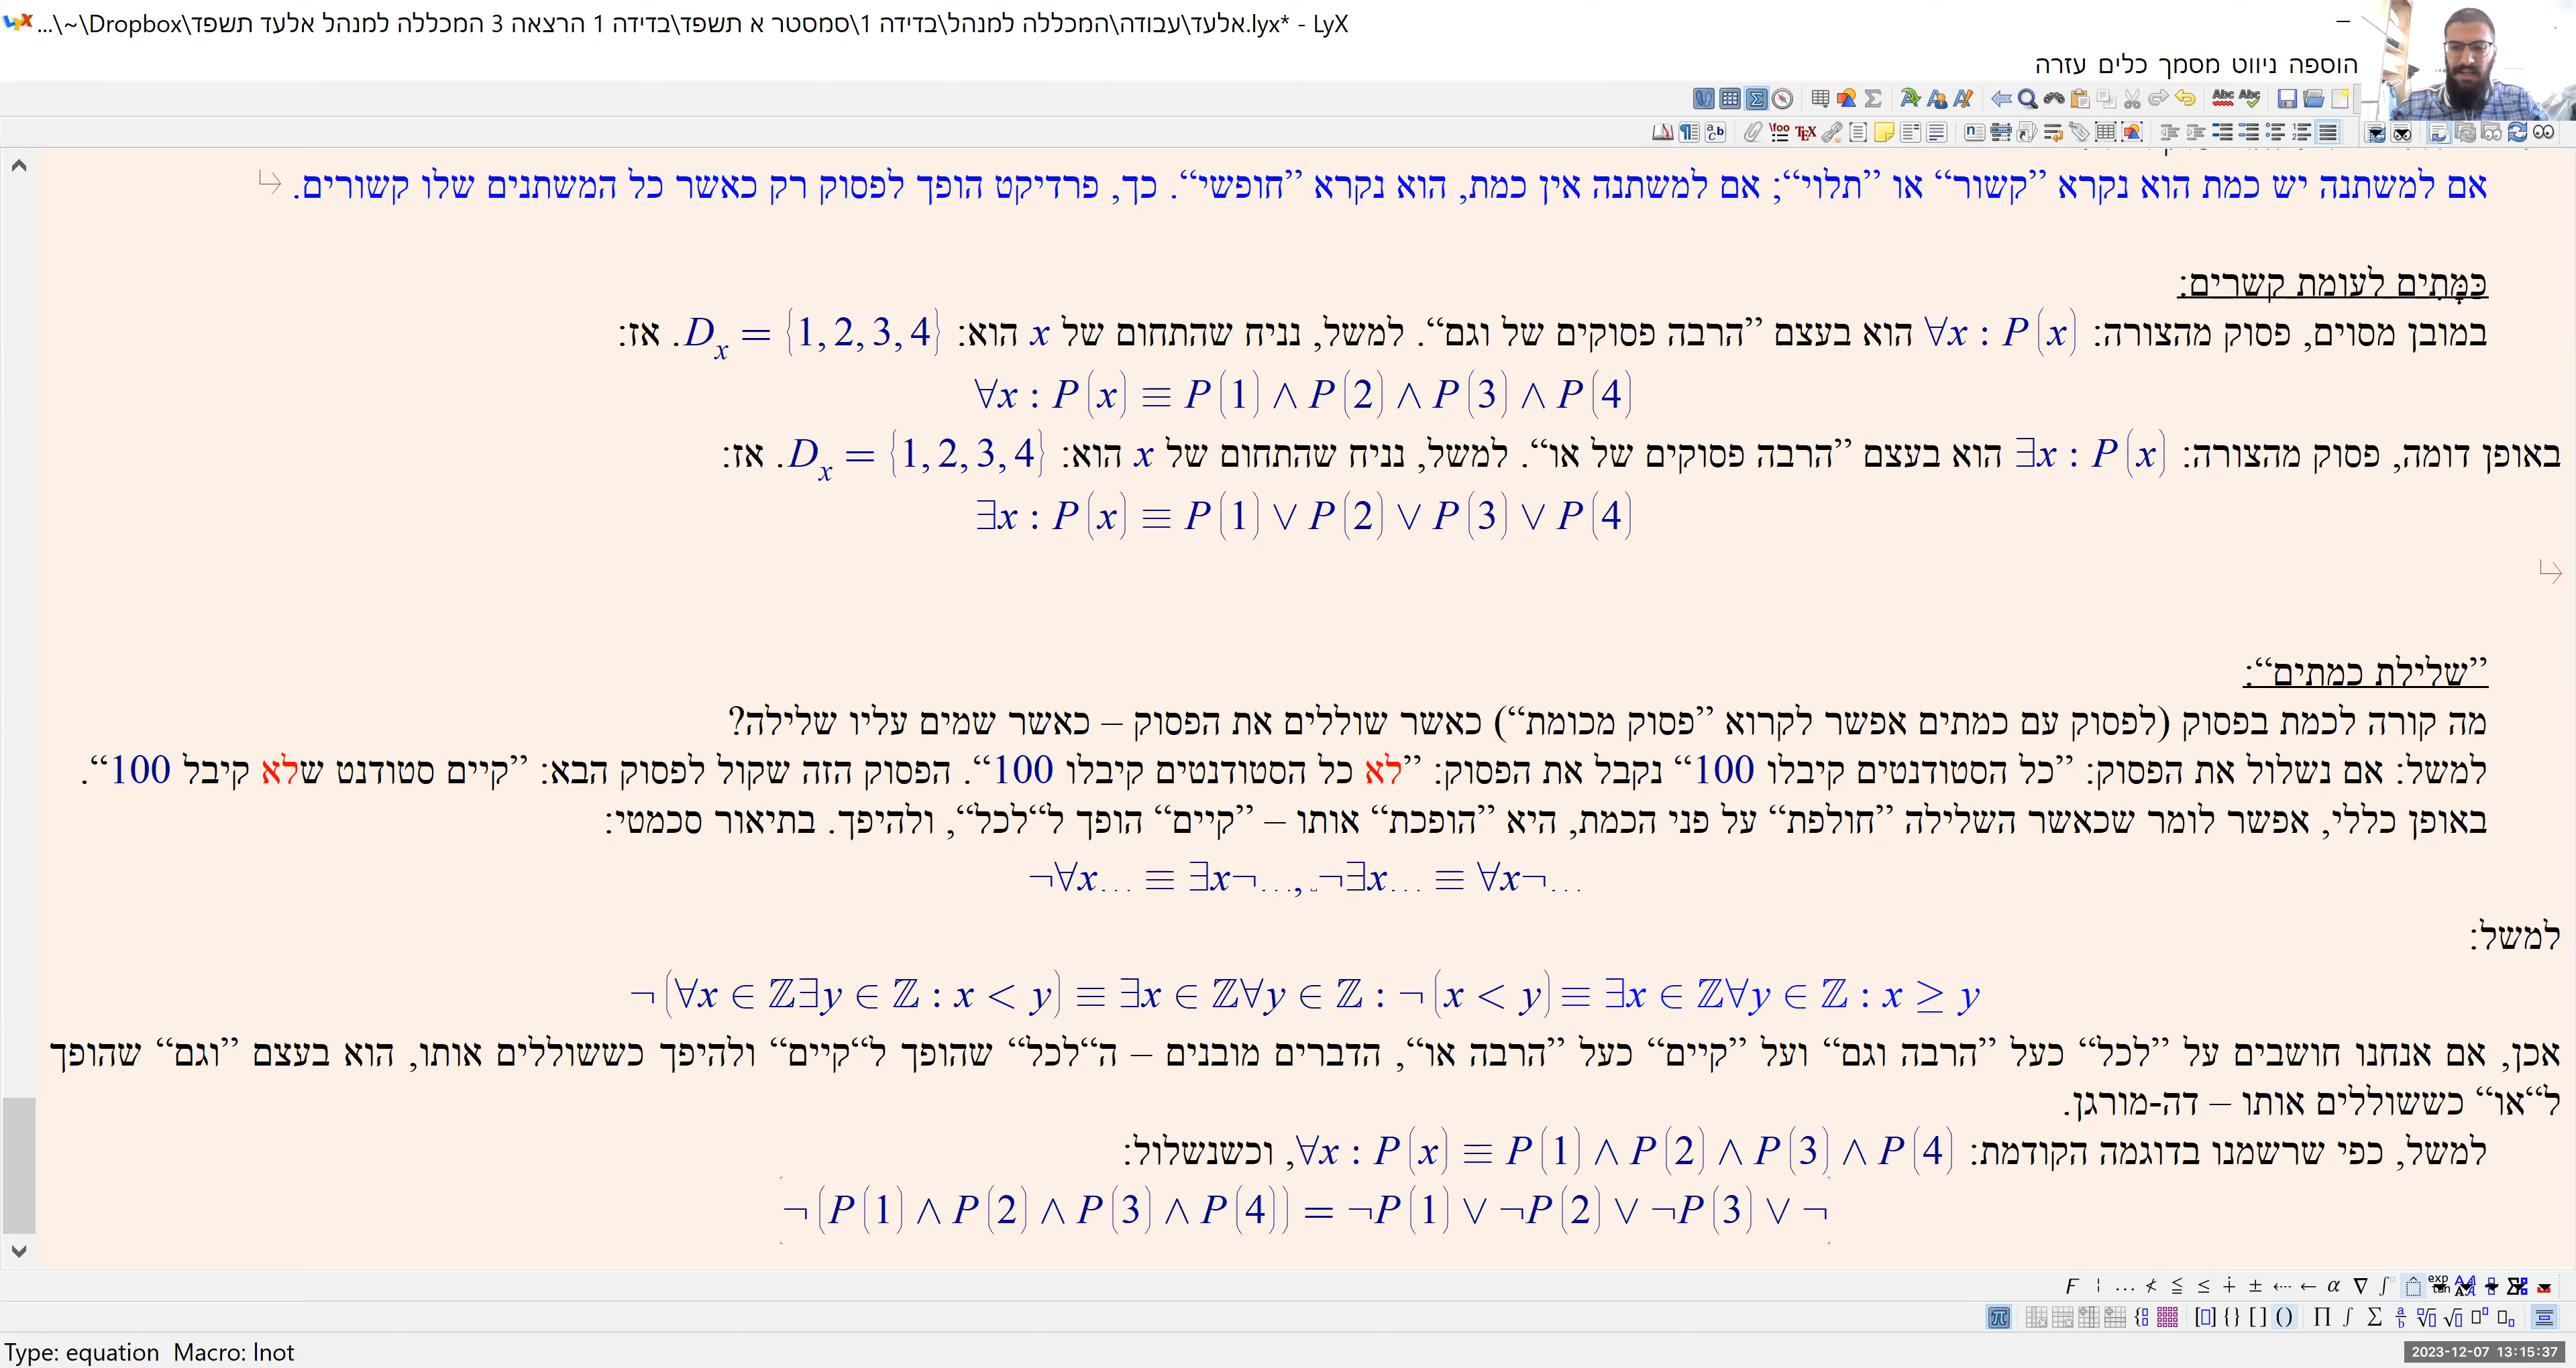 ...\~\Dropbox\אלעד\עבודה\המכללה למנהל\בדידה 1\סמסטר א תשפד\בדידה 1 הרצאה 3 המכללה למנהל אלעד תשפד.lyx* - LyX
הוספה ניווט מסמך כלים עזרה
אם למשתנה יש כמת הוא נקרא ”קשור“ או ”תלוי“; אם למשתנה אין כמת, הוא נקרא ”חופשי“. כך, פרדיקט הופך לפסוק רק כאשר כל המשתנים שלו קשורים.
כַּמָּתִים לעומת קשרים:
במובן מסוים, פסוק מהצורה: ∀x : P(x) הוא בעצם ”הרבה פסוקים של וגם“. למשל, נניח שהתחום של x הוא: D_x = {1, 2, 3, 4}. אז:
∀x : P(x) ≡ P(1) ∧ P(2) ∧ P(3) ∧ P(4)
באופן דומה, פסוק מהצורה: ∃x : P(x) הוא בעצם ”הרבה פסוקים של או“. למשל, נניח שהתחום של x הוא: D_x = {1, 2, 3, 4}. אז:
∃x : P(x) ≡ P(1) ∨ P(2) ∨ P(3) ∨ P(4)
”שלילת כמתים“:
מה קורה לכמת בפסוק (לפסוק עם כמתים אפשר לקרוא ”פסוק מכומת“) כאשר שוללים את הפסוק – כאשר שמים עליו שלילה?
למשל: אם נשלול את הפסוק: ”כל הסטודנטים קיבלו 100“ נקבל את הפסוק: ”לא כל הסטודנטים קיבלו 100“. הפסוק הזה שקול לפסוק הבא: ”קיים סטודנט שלא קיבל 100“.
באופן כללי, אפשר לומר שכאשר השלילה ”חולפת“ על פני הכמת, היא ”הופכת“ אותו – ”קיים“ הופך ל“לכל“, ולהיפך. בתיאור סכמטי:
¬∀x... ≡ ∃x¬..., ¬∃x... ≡ ∀x¬...
למשל:
¬(∀x ∈ ℤ∃y ∈ ℤ : x < y) ≡ ∃x ∈ ℤ∀y ∈ ℤ : ¬(x < y) ≡ ∃x ∈ ℤ∀y ∈ ℤ : x ≥ y
אכן, אם אנחנו חושבים על ”לכל“ כעל ”הרבה וגם“ ועל ”קיים“ כעל ”הרבה או“, הדברים מובנים – ה“לכל“ שהופך ל“קיים“ ולהיפך כששוללים אותו, הוא בעצם ”וגם“ שהופך
ל“או“ כששוללים אותו – דה-מורגן.
למשל, כפי שרשמנו בדוגמה הקודמת: ∀x : P(x) ≡ P(1) ∧ P(2) ∧ P(3) ∧ P(4), וכשנשלול:
¬(P(1) ∧ P(2) ∧ P(3) ∧ P(4)) = ¬P(1) ∨ ¬P(2) ∨ ¬P(3) ∨ ¬
Type: equation Macro: lnot
2023-12-07 13:15:37